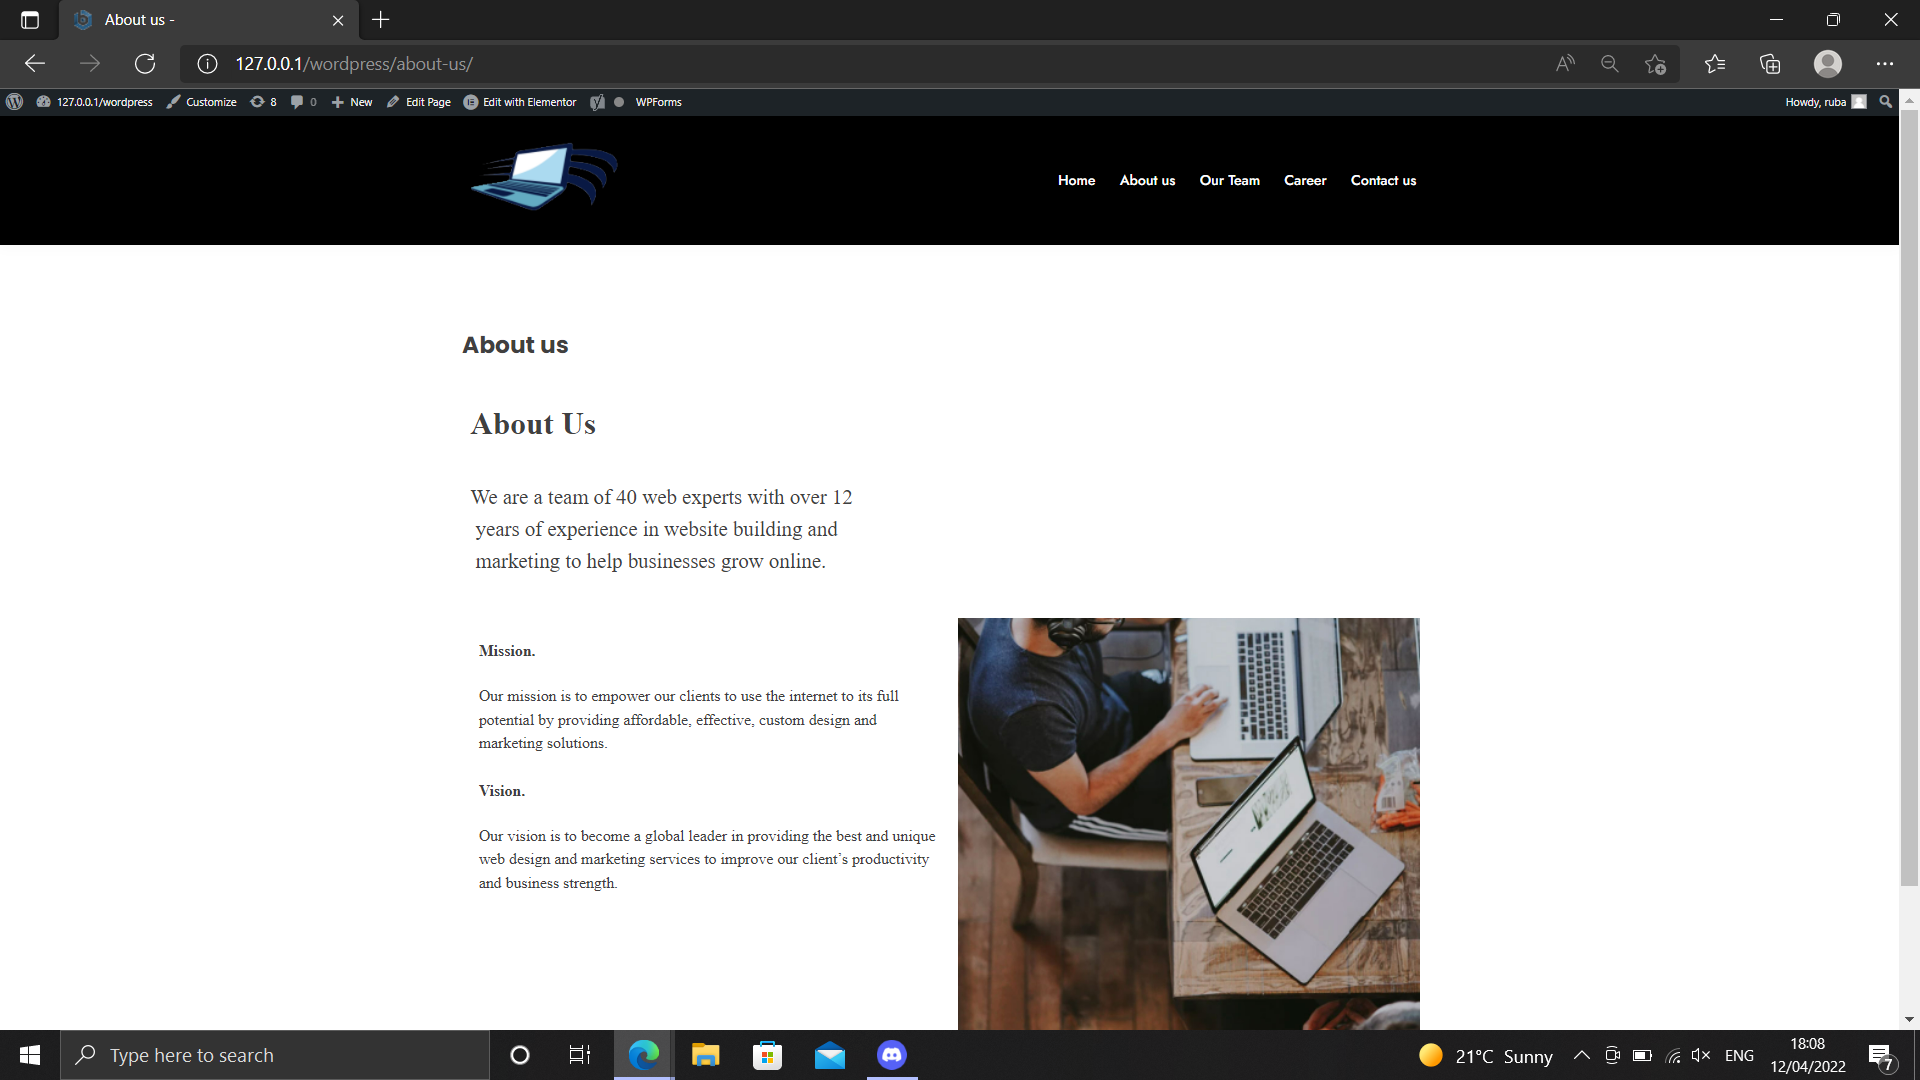 About us -
127.0.0.1/wordpress/about-us/
127.0.0.1/wordpress Customize 8 0 New Edit Page Edit with Elementor WPForms Howdy, ruba
Home About us Our Team Career Contact us
About us
About Us
We are a team of 40 web experts with over 12
years of experience in website building and
marketing to help businesses grow online.
Mission.
Our mission is to empower our clients to use the internet to its full
potential by providing affordable, effective, custom design and
marketing solutions.
Vision.
Our vision is to become a global leader in providing the best and unique
web design and marketing services to improve our client’s productivity
and business strength.
Type here to search
21°C Sunny
ENG
18:08
12/04/2022
7